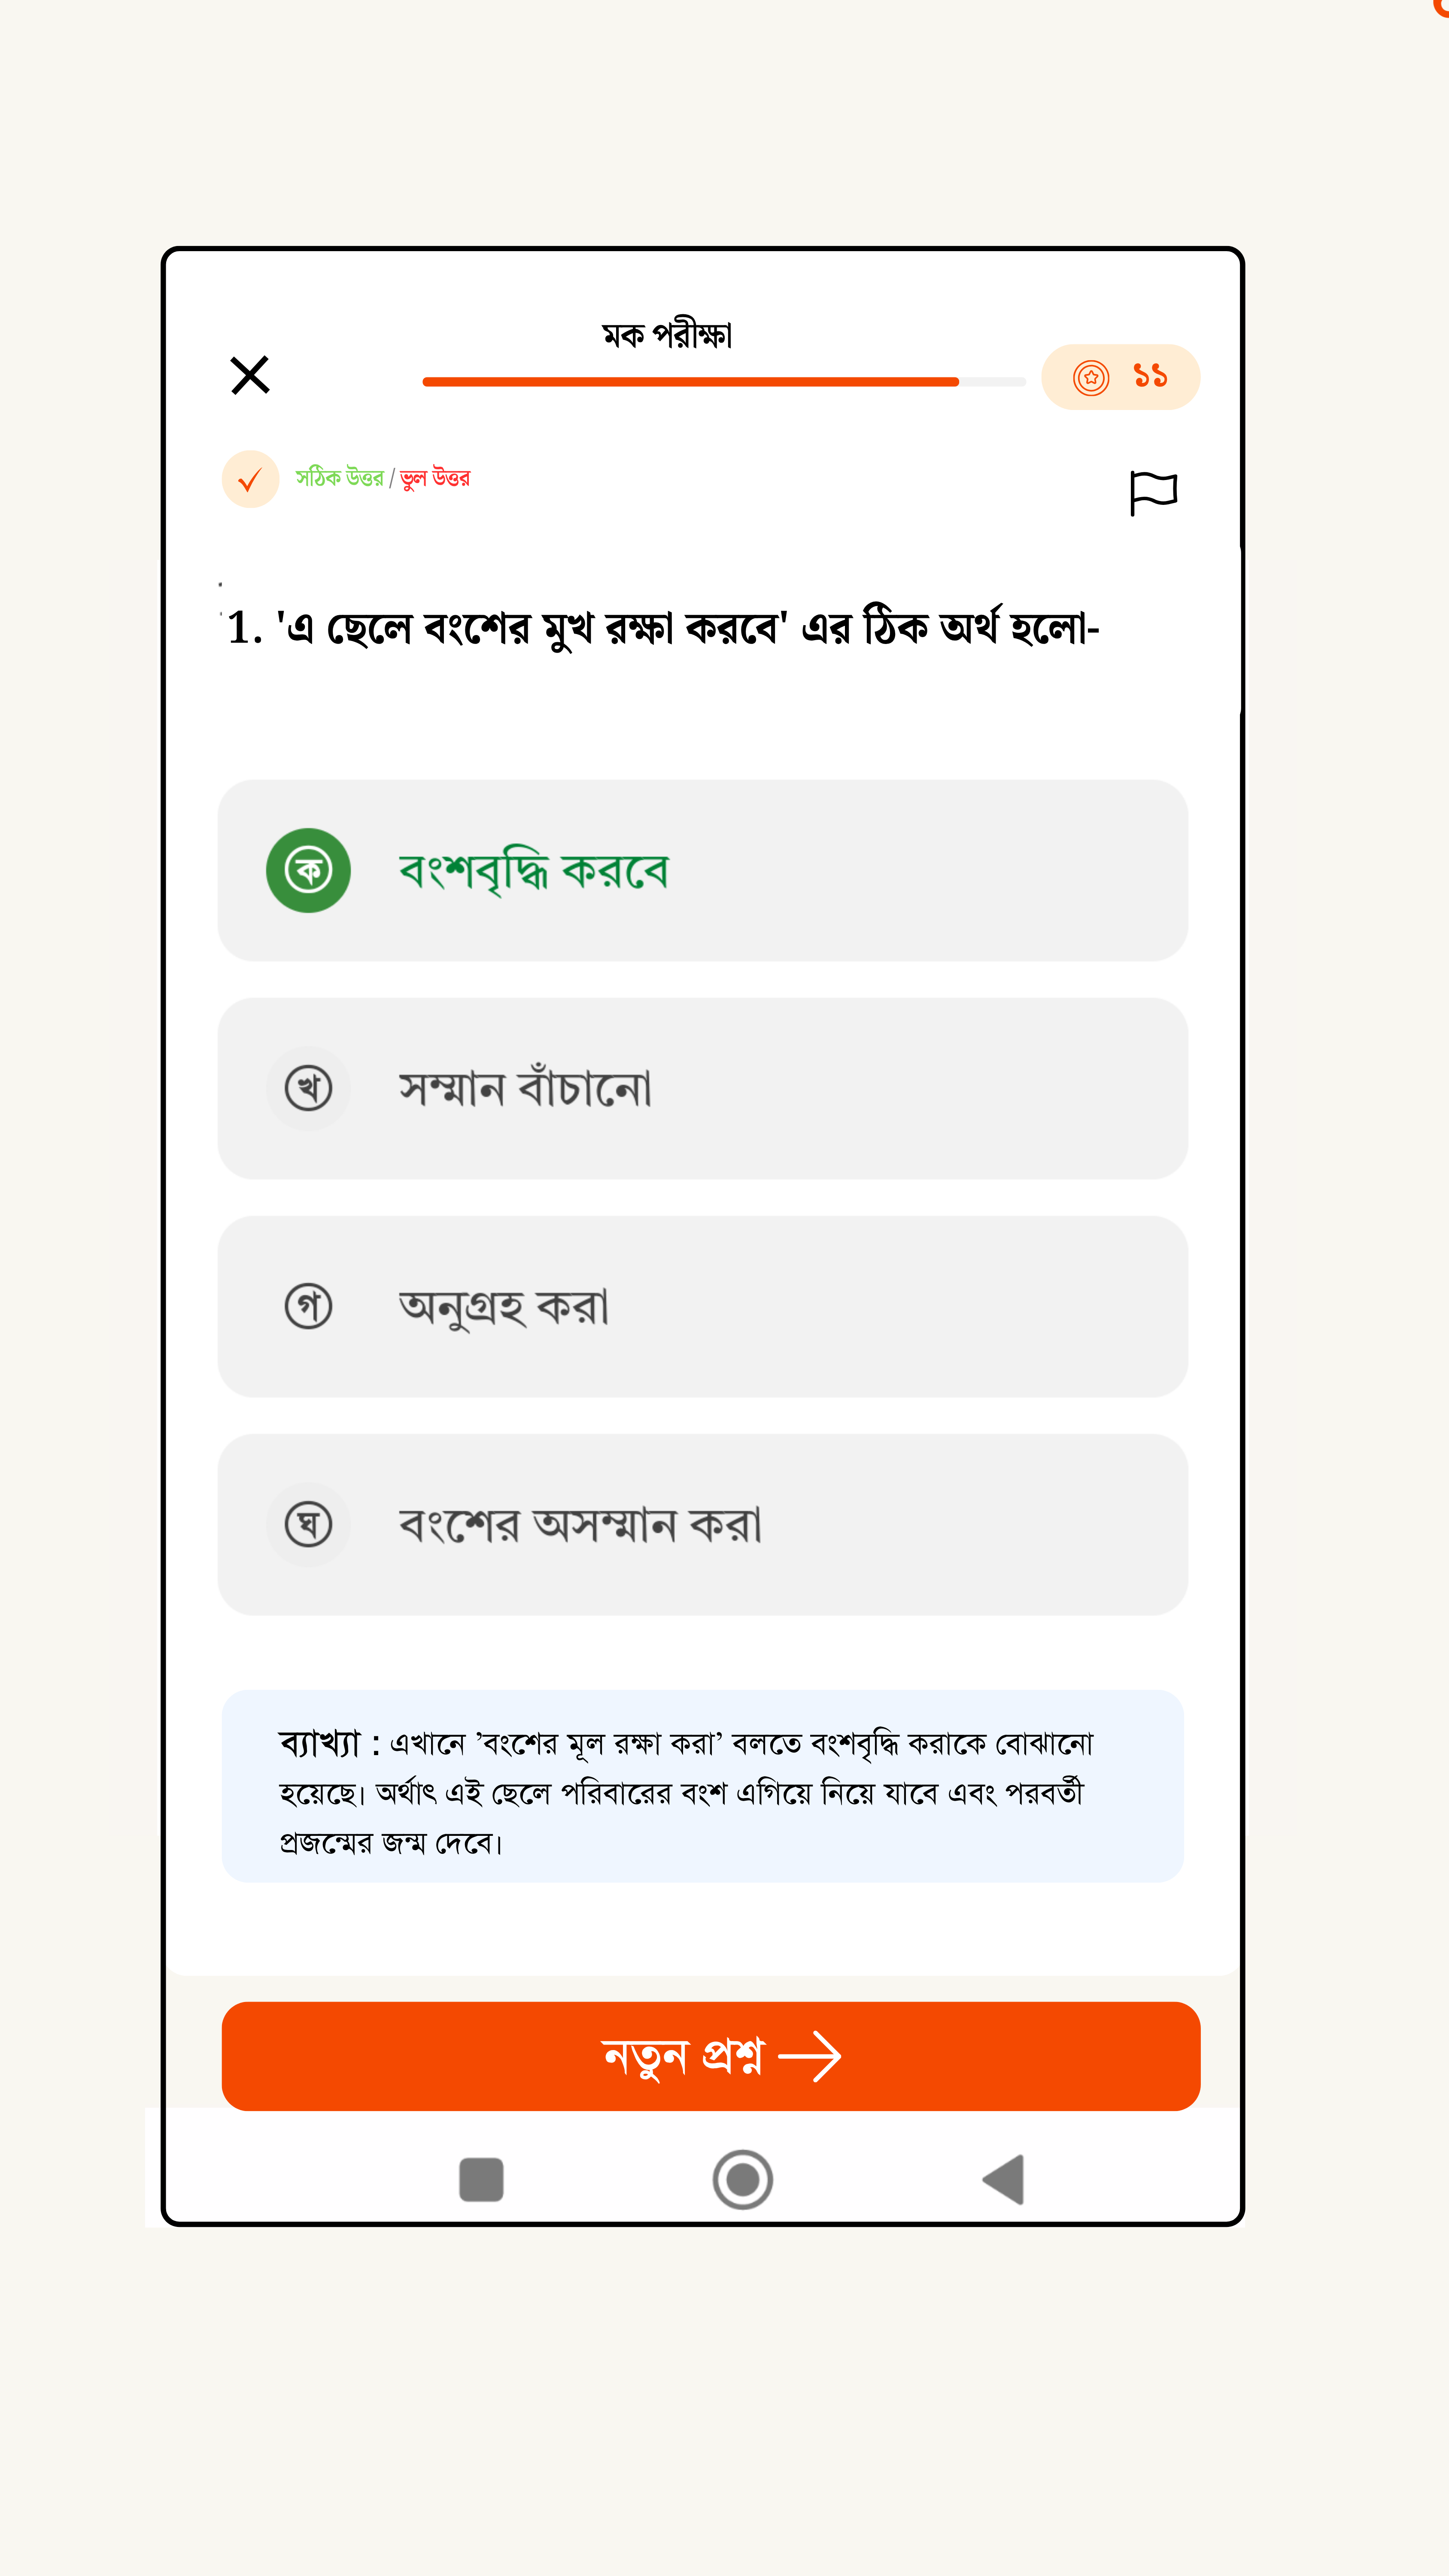 মক পরীক্ষা
১১
সঠিক উত্তর / ভুল উত্তর
1. 'এ ছেলে বংশের মুখ রক্ষা করবে' এর ঠিক অর্থ হলো-
ক বংশবৃদ্ধি করবে
খ সম্মান বাঁচানো
গ অনুগ্রহ করা
ঘ বংশের অসম্মান করা
ব্যাখ্যা : এখানে ’বংশের মূল রক্ষা করা’ বলতে বংশবৃদ্ধি করাকে বোঝানো
হয়েছে। অর্থাৎ এই ছেলে পরিবারের বংশ এগিয়ে নিয়ে যাবে এবং পরবর্তী
প্রজন্মের জন্ম দেবে।
নতুন প্রশ্ন